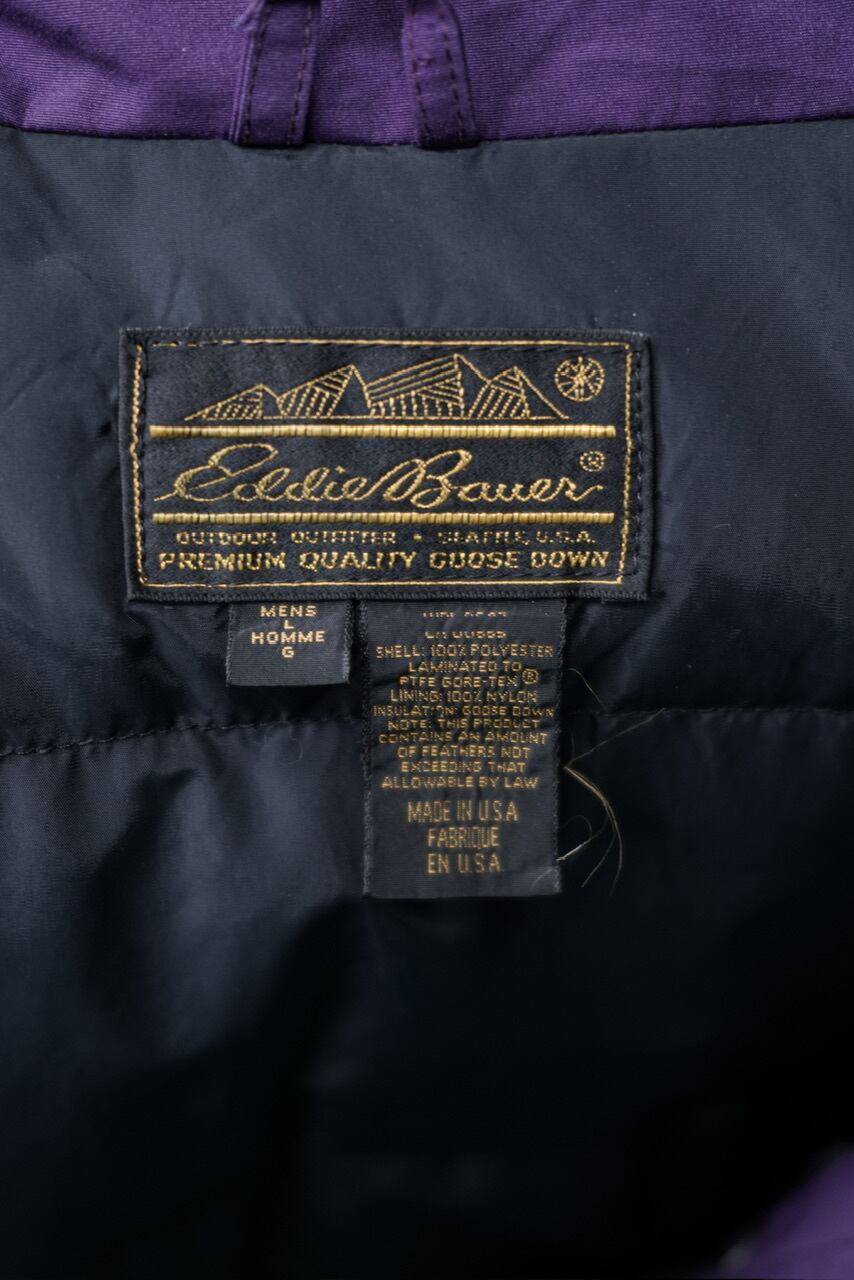 Eddie Bauer®
OUTDOOR OUTFITTER • SEATTLE, U.S.A.
PREMIUM QUALITY GOOSE DOWN
MENS
L
HOMME
G
SHELL: 100% POLYESTER
LAMINATED TO
PTFE GORE-TEX®
LINING: 100% NYLON
INSULATION: GOOSE DOWN
NOTE: THIS PRODUCT
CONTAINS AN AMOUNT
OF FEATHERS NOT
EXCEEDING THAT
ALLOWABLE BY LAW
MADE IN U.S.A
FABRIQUE
EN U.S.A